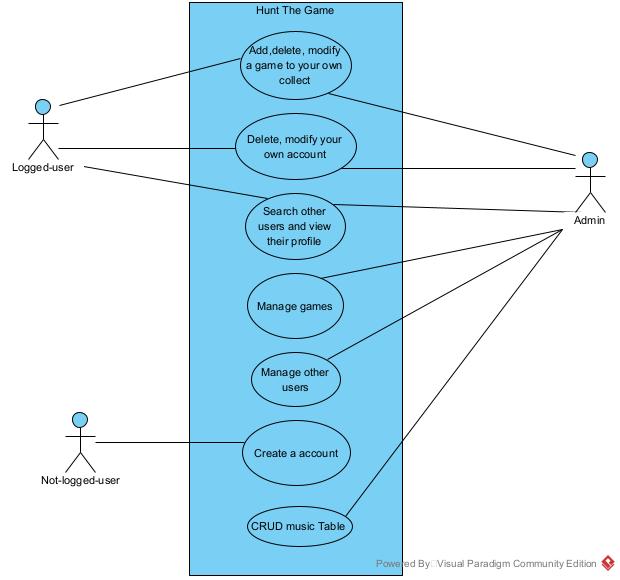 Hunt The Game
Add,delete, modify
a game to your own
collect
Delete, modify your
own account
Logged-user
Admin
Search other
users and view
their profile
Manage games
Manage other
users
Not-logged-user
Create a account
CRUD music Table
Powered By: Visual Paradigm Community Edition